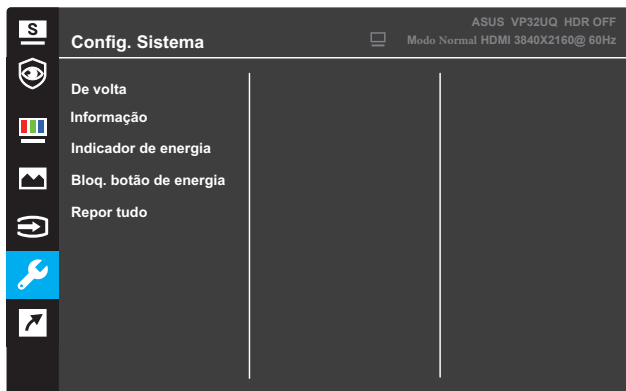 S
ASUS VP32UQ HDR OFF
Config. Sistema
Modo Normal HDMI 3840X2160@ 60Hz
De volta
Informação
Indicador de energia
Bloq. botão de energia
Repor tudo